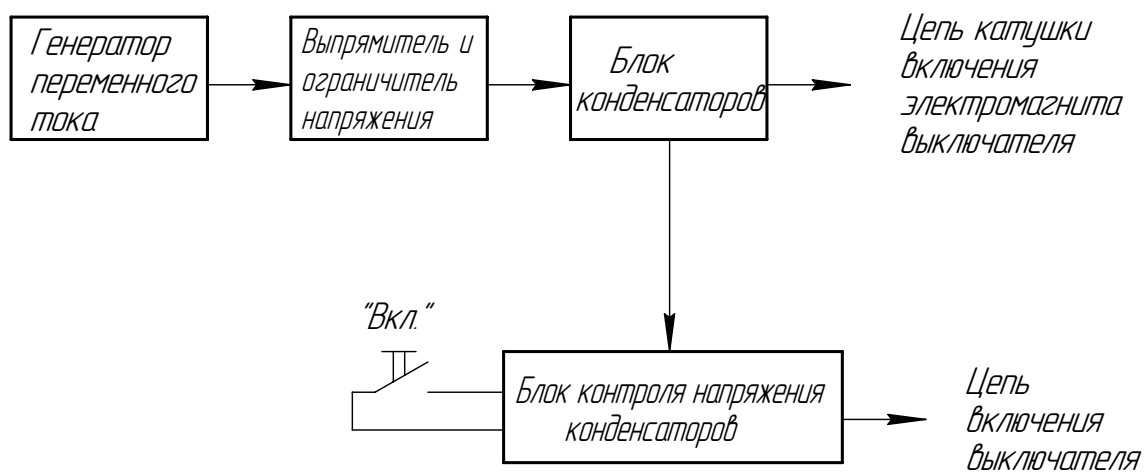 Генератор
переменного
тока
Выпрямитель и
ограничитель
напряжения
Блок
конденсаторов
Цепь катушки
включения
электромагнита
выключателя
"Вкл."
Блок контроля напряжения
конденсаторов
Цепь
включения
выключателя